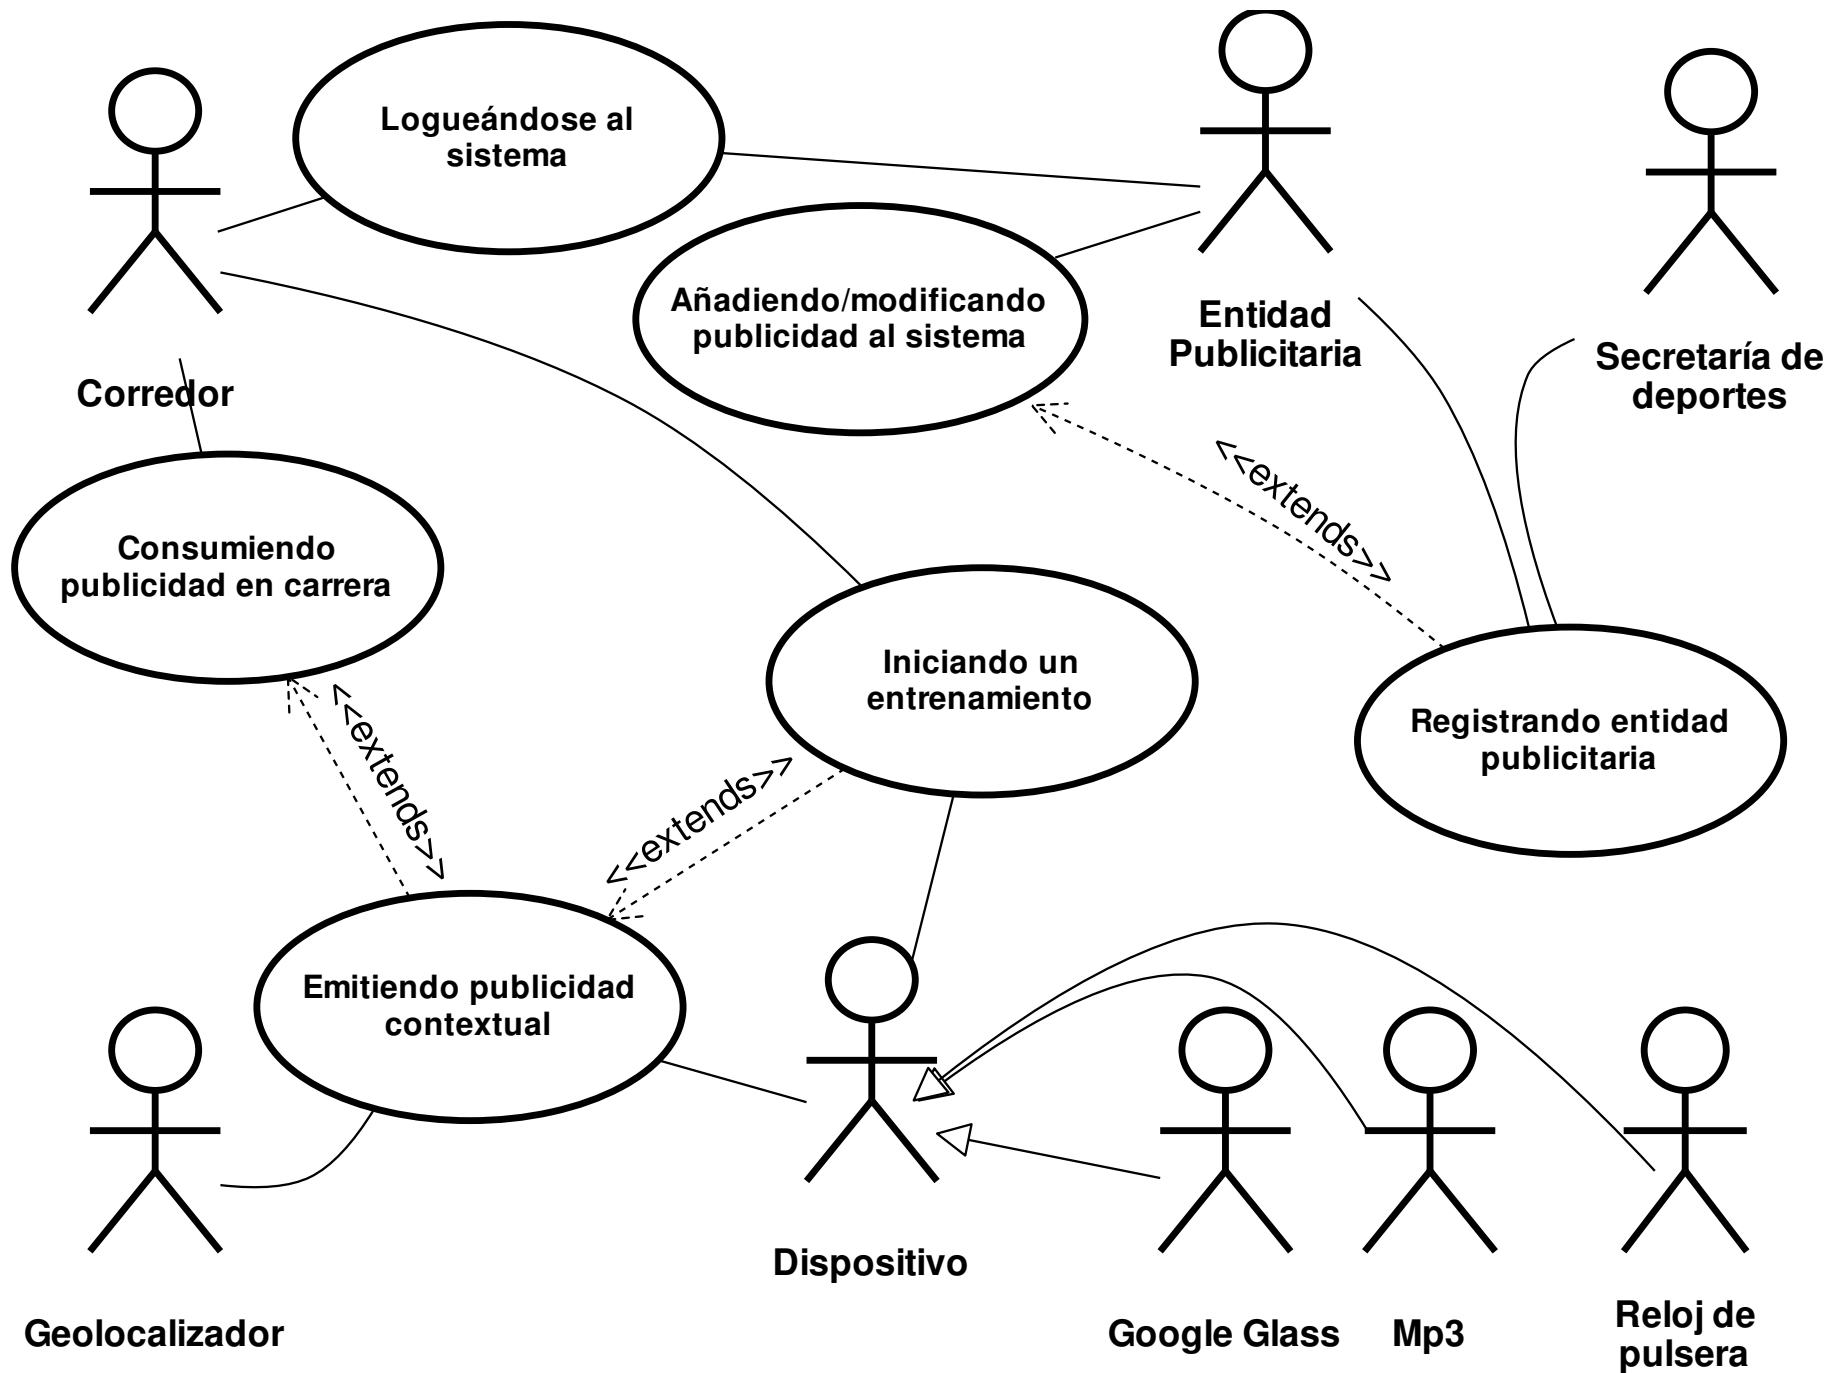 Logueándose al
sistema
Añadiendo/modificando
publicidad al sistema
Entidad
Publicitaria
Secretaría de
deportes
Corredor
<<extends>>
Consumiendo
publicidad en carrera
Iniciando un
entrenamiento
Registrando entidad
publicitaria
<<extends>>
<<extends>>
Emitiendo publicidad
contextual
Dispositivo
Geolocalizador
Google Glass
Mp3
Reloj de
pulsera